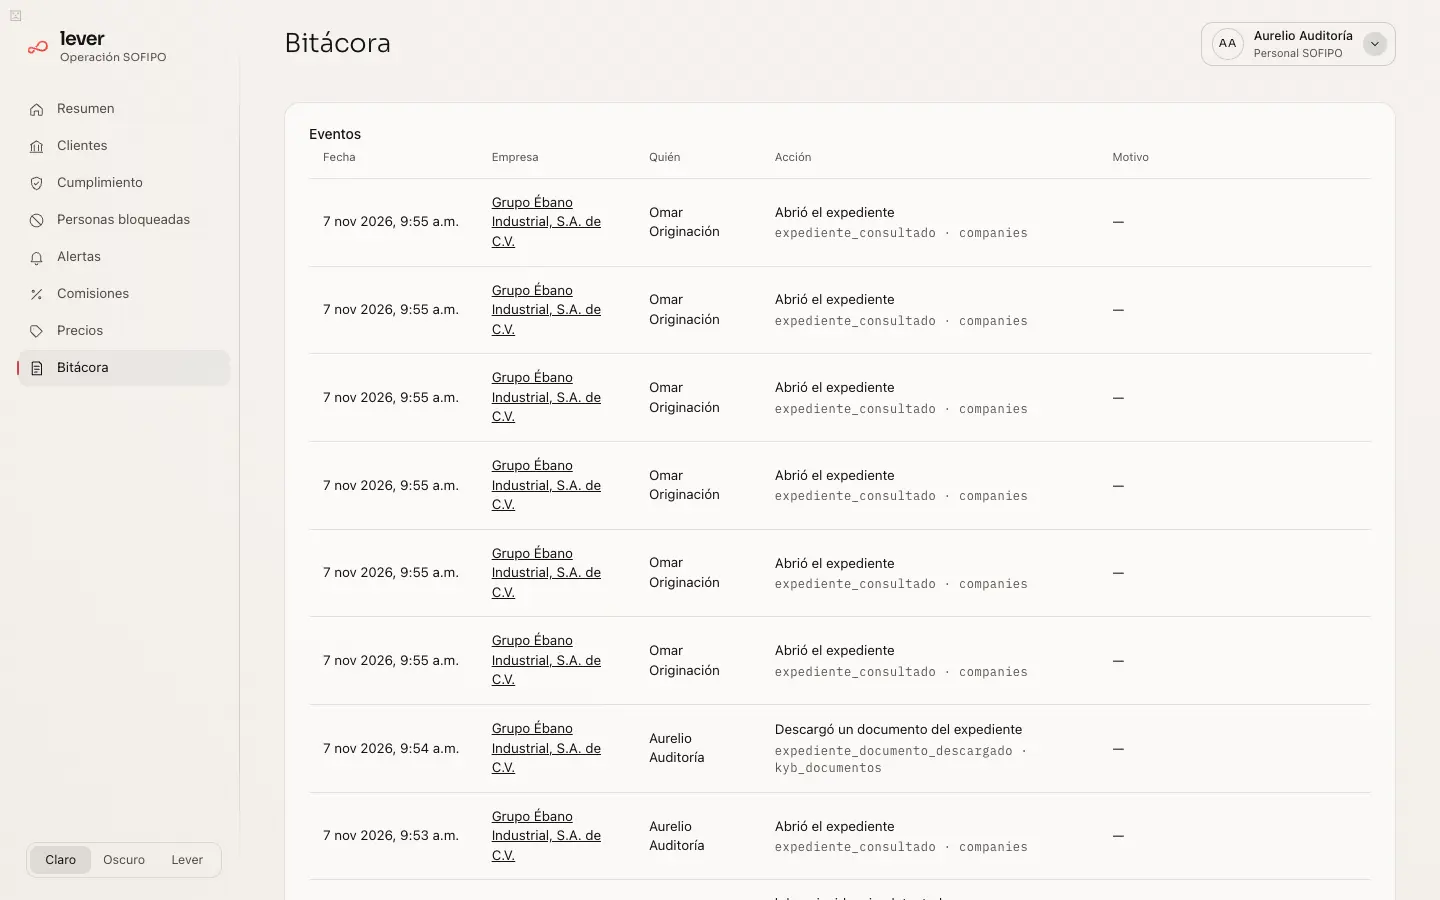 lever
Operación SOFIPO
Resumen
Clientes
Cumplimiento
Personas bloqueadas
Alertas
Comisiones
Precios
Bitácora
Claro Oscuro Lever
Bitácora
AA
Aurelio Auditoría
Personal SOFIPO
Eventos
Fecha Empresa Quién Acción Motivo
7 nov 2026, 9:55 a.m.
Grupo Ébano
Industrial, S.A. de
C.V.
Omar
Originación
Abrió el expediente
expediente_consultado · companies
—
7 nov 2026, 9:55 a.m.
Grupo Ébano
Industrial, S.A. de
C.V.
Omar
Originación
Abrió el expediente
expediente_consultado · companies
—
7 nov 2026, 9:55 a.m.
Grupo Ébano
Industrial, S.A. de
C.V.
Omar
Originación
Abrió el expediente
expediente_consultado · companies
—
7 nov 2026, 9:55 a.m.
Grupo Ébano
Industrial, S.A. de
C.V.
Omar
Originación
Abrió el expediente
expediente_consultado · companies
—
7 nov 2026, 9:55 a.m.
Grupo Ébano
Industrial, S.A. de
C.V.
Omar
Originación
Abrió el expediente
expediente_consultado · companies
—
7 nov 2026, 9:55 a.m.
Grupo Ébano
Industrial, S.A. de
C.V.
Omar
Originación
Abrió el expediente
expediente_consultado · companies
—
7 nov 2026, 9:54 a.m.
Grupo Ébano
Industrial, S.A. de
C.V.
Aurelio
Auditoría
Descargó un documento del expediente
expediente_documento_descargado ·
kyb_documentos
—
7 nov 2026, 9:53 a.m.
Grupo Ébano
Industrial, S.A. de
C.V.
Aurelio
Auditoría
Abrió el expediente
expediente_consultado · companies
—